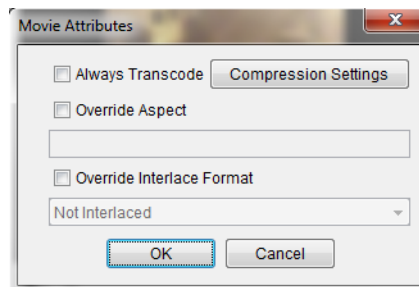 Movie Attributes
Always Transcode Compression Settings
Override Aspect
Override Interlace Format
Not Interlaced
OK Cancel